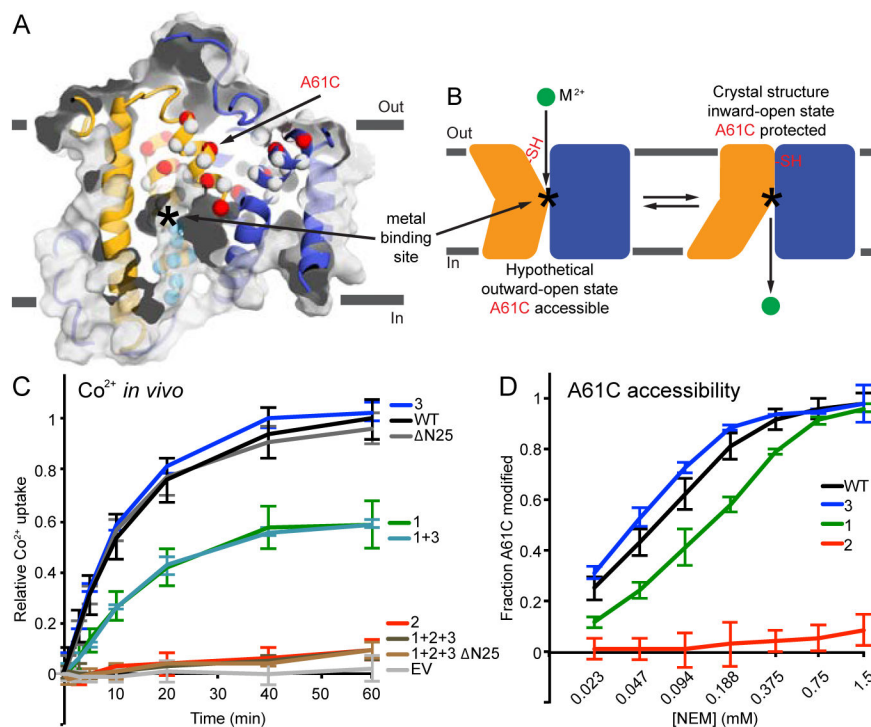 A
A61C
Out
metal
binding
site
In
*
B
M²⁺
Out
-SH
*
In
Hypothetical
outward-open state
A61C accessible
Crystal structure
inward-open state
A61C protected
-SH
*
C
Co²⁺ in vivo
Relative Co²⁺ uptake
1
0.8
0.6
0.4
0.2
0
10
20
40
60
Time (min)
3
WT
ΔN25
1
1+3
2
1+2+3
1+2+3 ΔN25
EV
D
A61C accessibility
Fraction A61C modified
1
0.8
0.6
0.4
0.2
0
0.023
0.047
0.094
0.188
0.375
0.75
1.5
[NEM] (mM)
WT
3
1
2